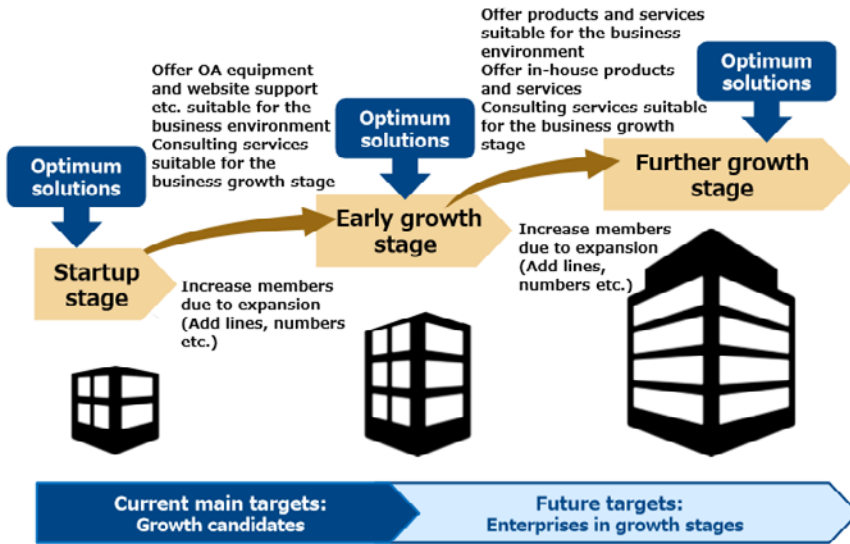 Offer OA equipment
and website support
etc. suitable for the
business environment
Consulting services
suitable for the
business growth stage
Offer products and services
suitable for the business
environment
Offer in-house products
and services
Consulting services suitable
for the business growth
stage
Optimum
solutions
Optimum
solutions
Optimum
solutions
Startup
stage
Early growth
stage
Further growth
stage
Increase members
due to expansion
(Add lines, numbers
etc.)
Increase members
due to expansion
(Add lines,
numbers etc.)
Current main targets:
Growth candidates
Future targets:
Enterprises in growth stages